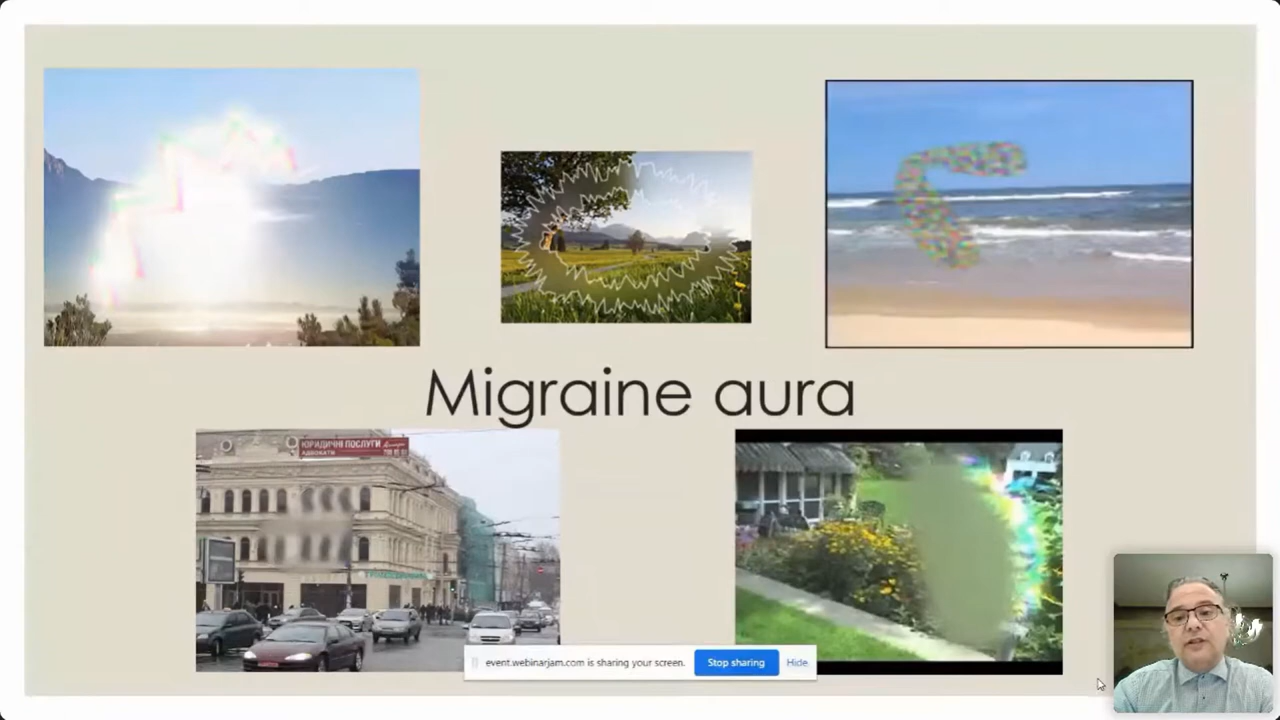 Migraine aura
ЮРИДИЧНІ ПОСЛУГИ
АДВОКАТИ
event.webinarjam.com is sharing your screen.
Stop sharing
Hide